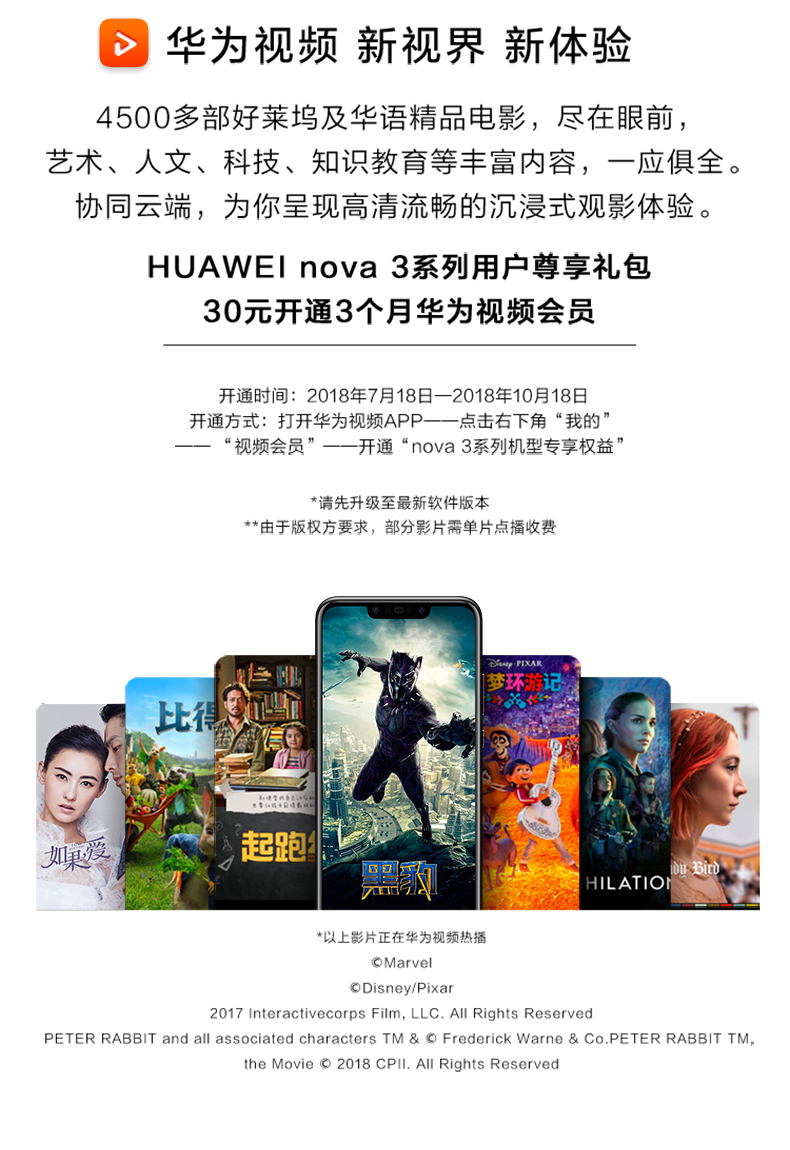 华为视频 新视界 新体验
4500多部好莱坞及华语精品电影，尽在眼前，
艺术、人文、科技、知识教育等丰富内容，一应俱全。
协同云端，为你呈现高清流畅的沉浸式观影体验。
HUAWEI nova 3系列用户尊享礼包
30元开通3个月华为视频会员
开通时间：2018年7月18日—2018年10月18日
开通方式：打开华为视频APP——点击右下角“我的”
—— “视频会员”——开通“nova 3系列机型专享权益”
*请先升级至最新软件版本
**由于版权方要求，部分影片需单片点播收费
Disney·PIXAR
梦环游记
比得
起跑
黑豹
如果·爱
HILATION
dy Bird
*以上影片正在华为视频热播
©Marvel
©Disney/Pixar
2017 Interactivecorps Film, LLC. All Rights Reserved
PETER RABBIT and all associated characters TM & © Frederick Warne & Co.PETER RABBIT TM。
the Movie © 2018 CPII. All Rights Reserved